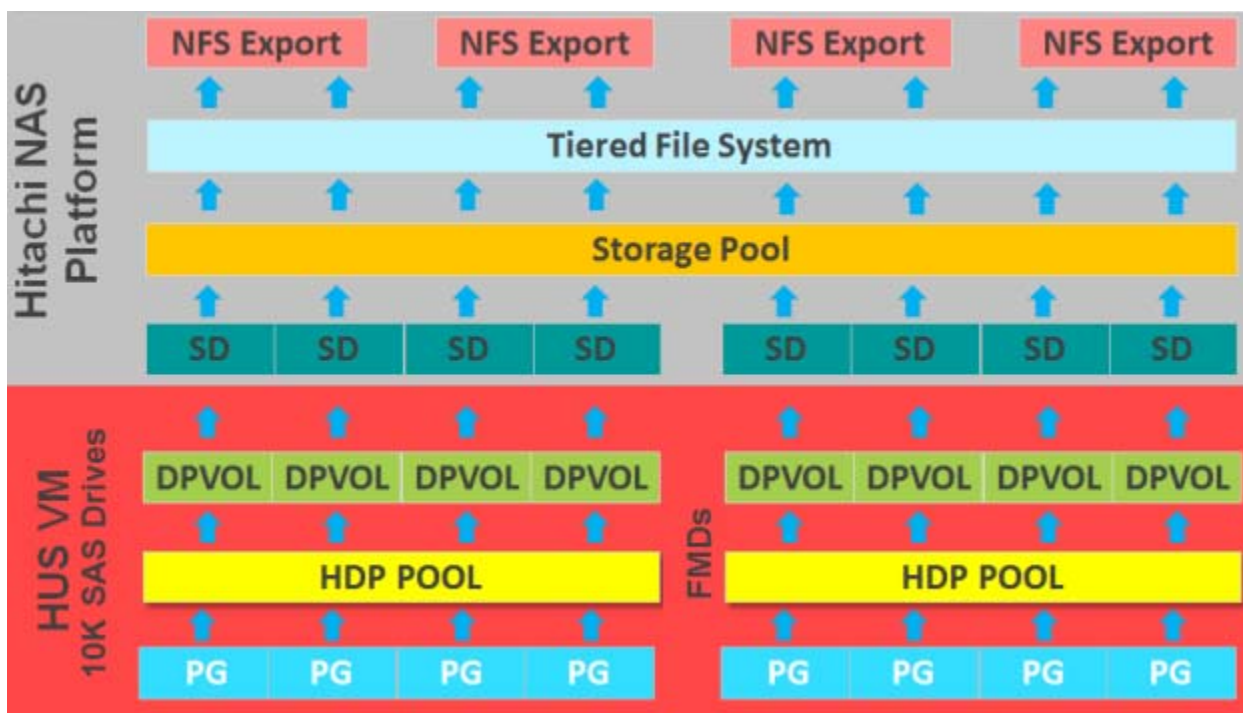 Hitachi NAS
Platform
NFS Export NFS Export NFS Export NFS Export
Tiered File System
Storage Pool
SD SD SD SD SD SD SD SD
HUS VM
10K SAS Drives
DPVOL DPVOL DPVOL DPVOL DPVOL DPVOL DPVOL DPVOL
FMDs
HDP POOL HDP POOL
PG PG PG PG PG PG PG PG